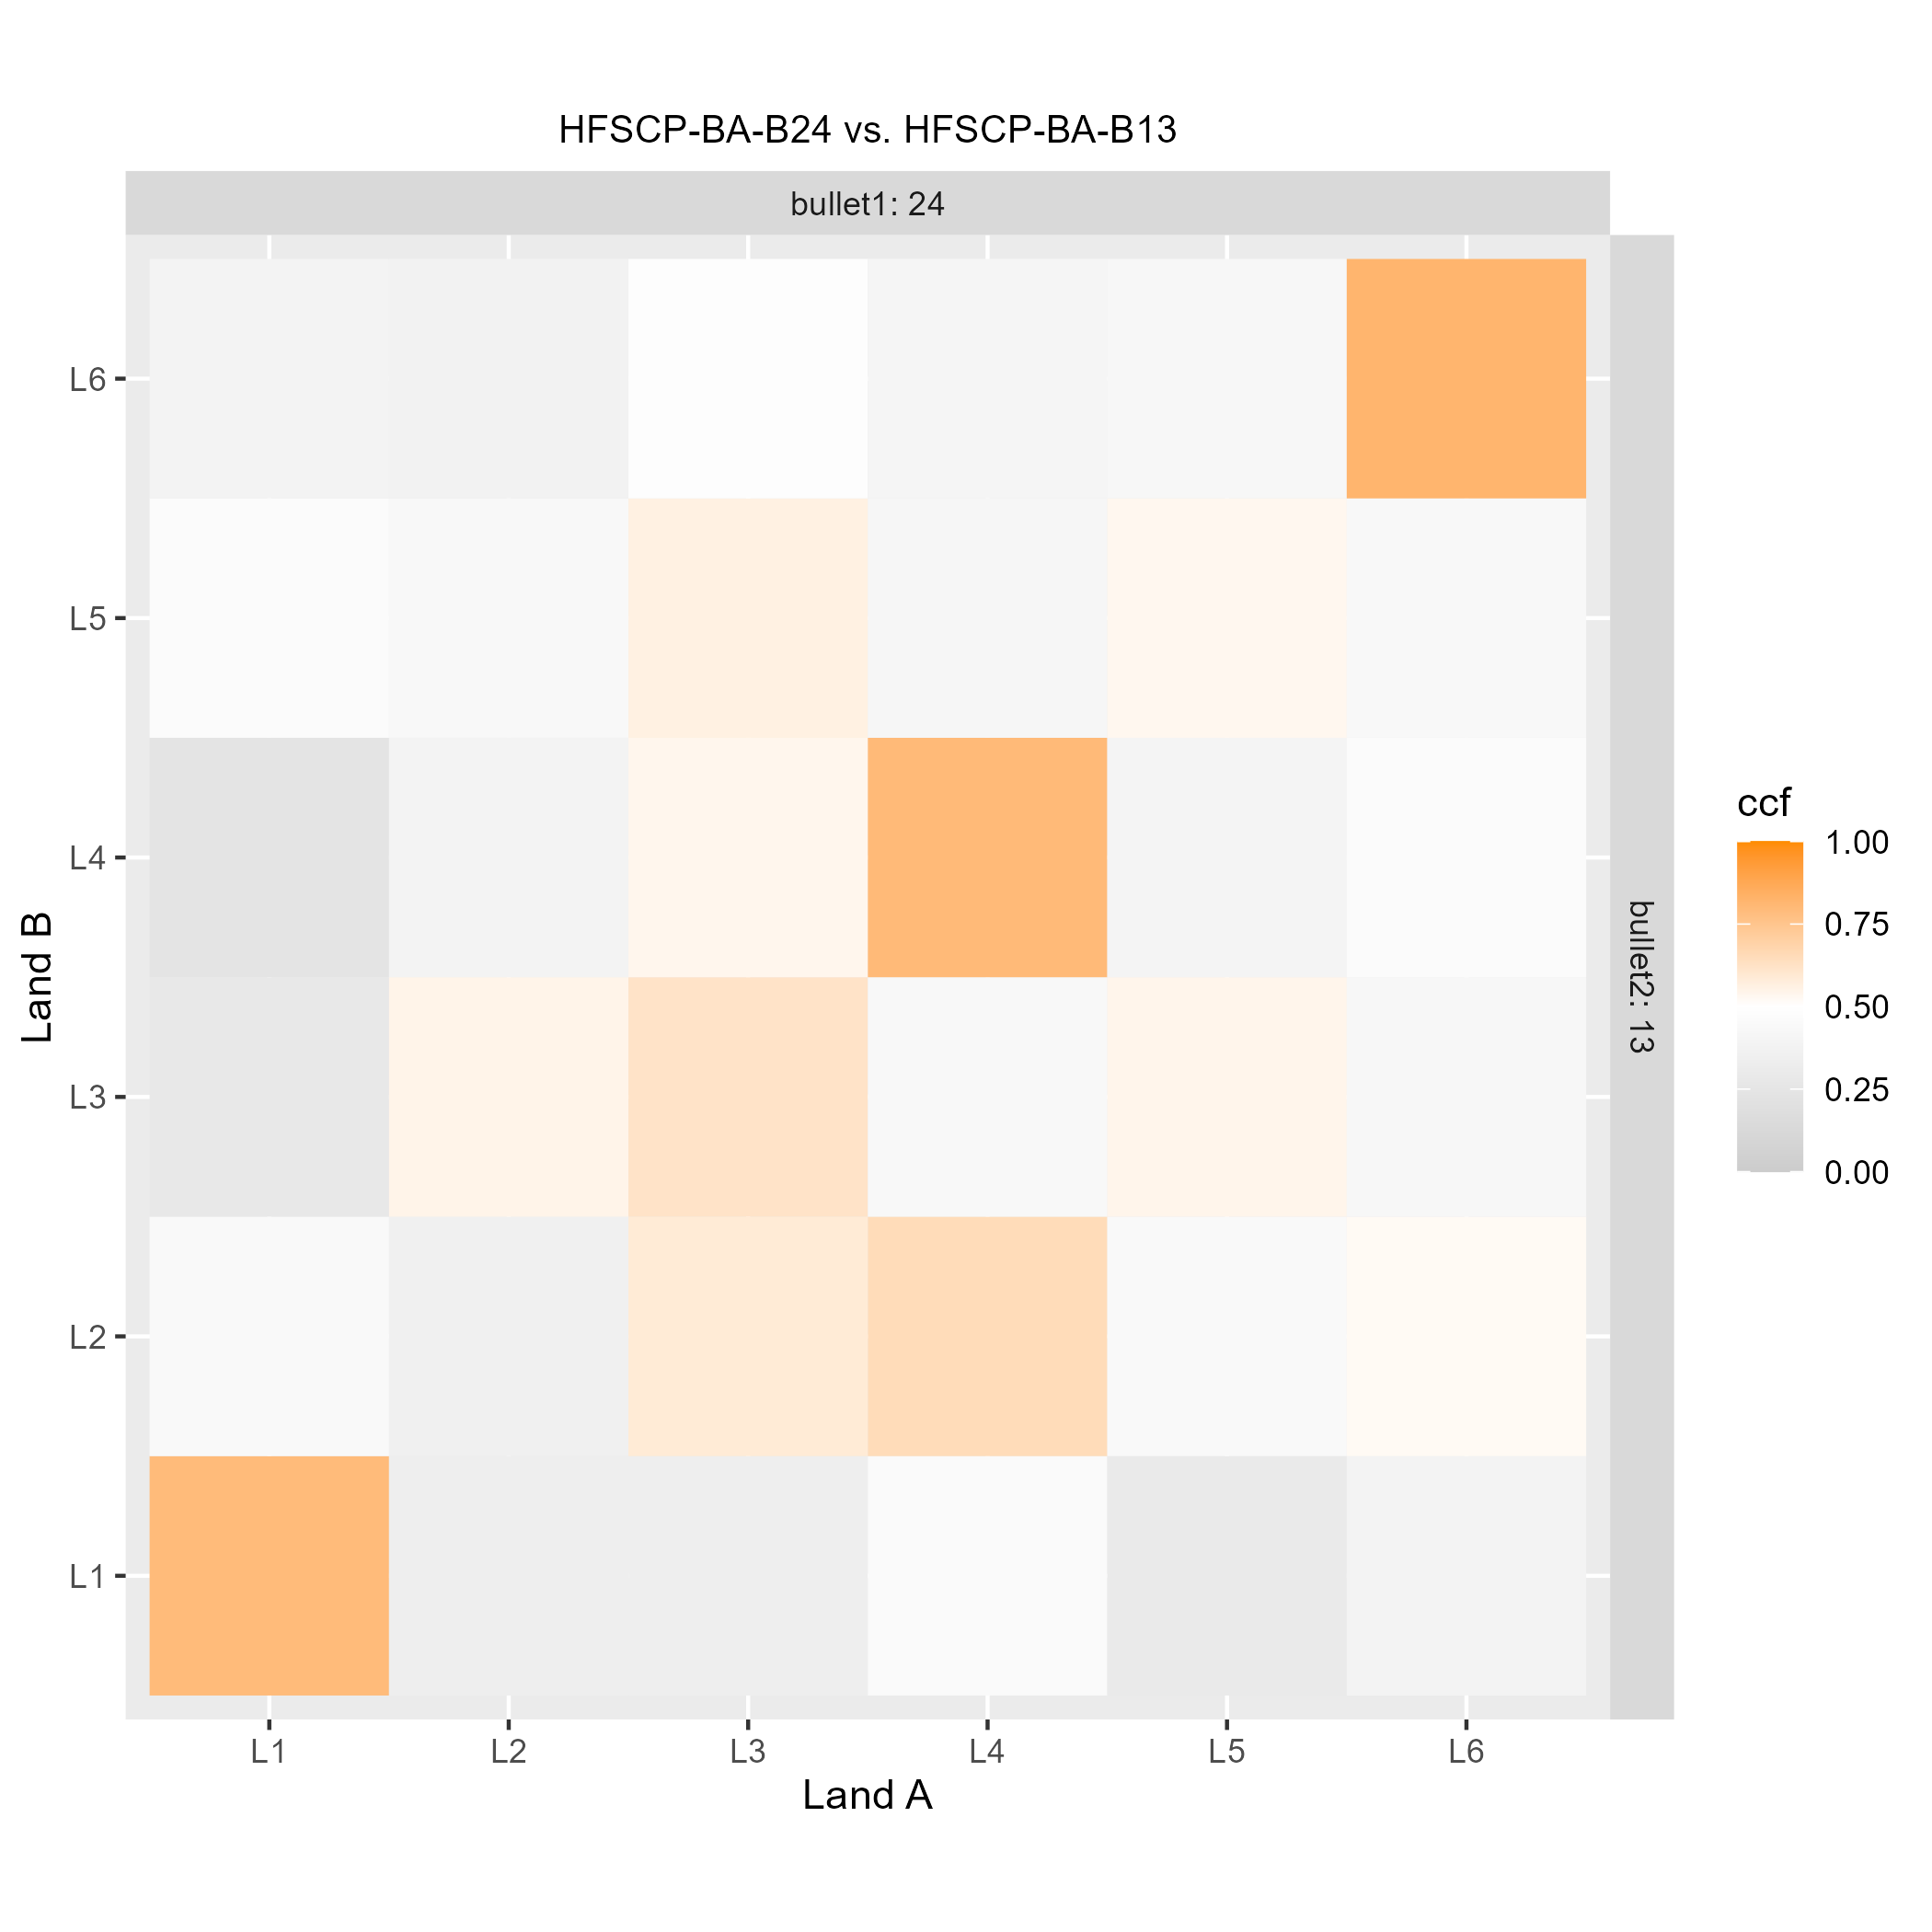 HFSCP-BA-B24 vs. HFSCP-BA-B13
bullet1: 24
L6
L5
L4
L3
L2
L1
Land B
bullet2: 13
ccf
1.00
0.75
0.50
0.25
0.00
L1 L2 L3 L4 L5 L6
Land A